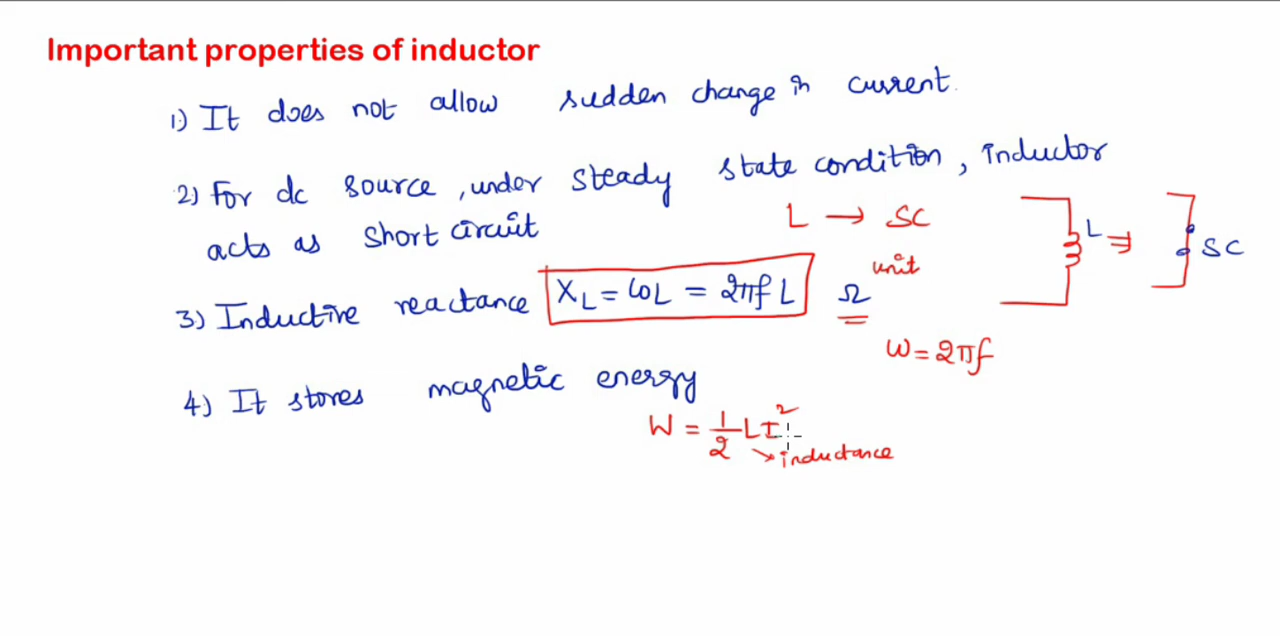 Important properties of inductor
1) It does not allow sudden change in current.
2) For dc source, under steady state condition, inductor
acts as short circuit
L → SC
L ⇒
SC
unit
3) Inductive reactance X_L = ωL = 2πf L Ω
W = 2πf
4) It stores magnetic energy
W = 1/2 LI²
→ inductance